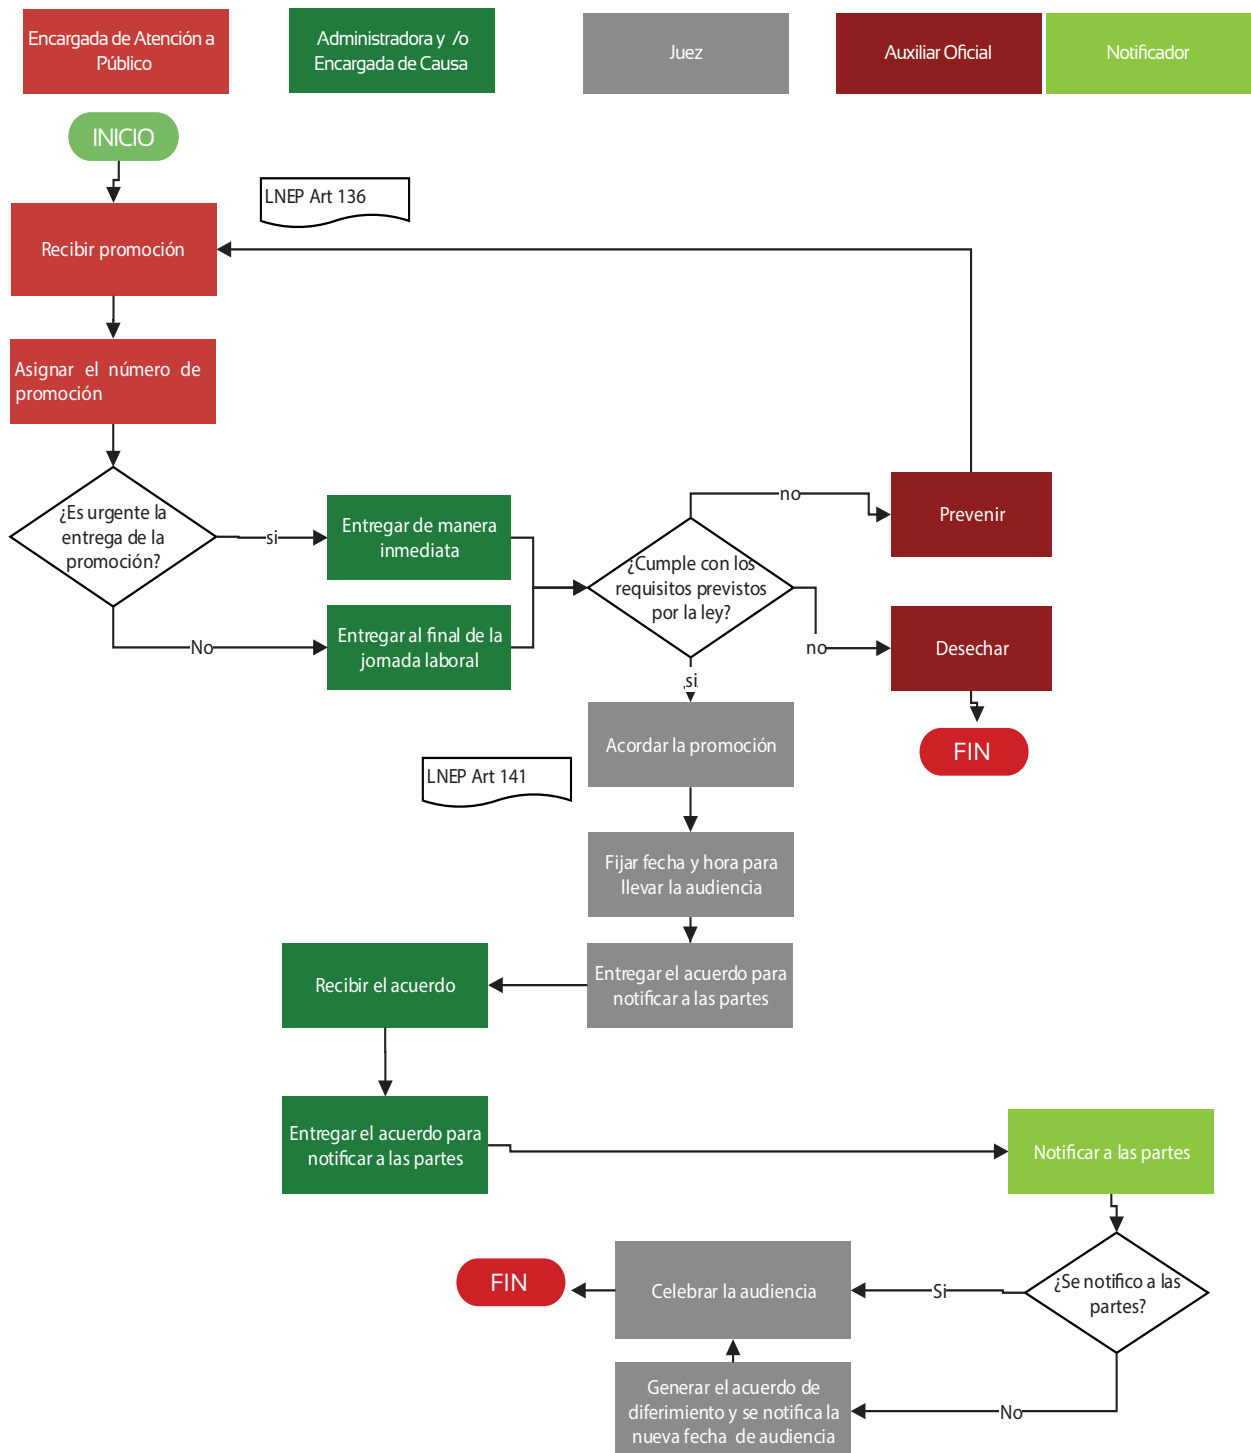 Encargada de Atención a
Público
Administradora y /o
Encargada de Causa
Juez
Auxiliar Oficial
Notificador
INICIO
LNEP Art 136
Recibir promoción
Asignar el número de
promoción
¿Es urgente la
entrega de la
promoción?
si
Entregar de manera
inmediata
No
Entregar al final de la
jornada laboral
¿Cumple con los
requisitos previstos
por la ley?
no
Prevenir
no
Desechar
FIN
si
Acordar la promoción
LNEP Art 141
Fijar fecha y hora para
llevar la audiencia
Entregar el acuerdo para
notificar a las partes
Recibir el acuerdo
Entregar el acuerdo para
notificar a las partes
Notificar a las partes
¿Se notifico a las
partes?
Si
Celebrar la audiencia
FIN
No
Generar el acuerdo de
diferimiento y se notifica la
nueva fecha de audiencia